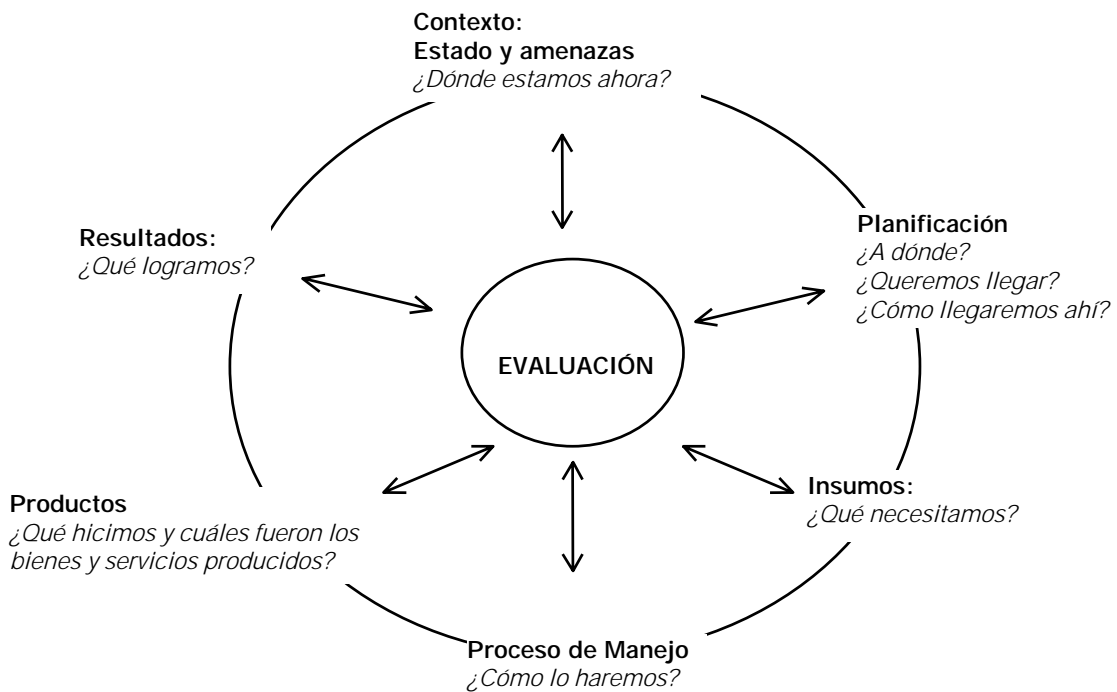 Contexto:
Estado y amenazas
¿Dónde estamos ahora?
Planificación
¿A dónde?
¿Queremos llegar?
¿Cómo llegaremos ahí?
Resultados:
¿Qué logramos?
EVALUACIÓN
Insumos:
¿Qué necesitamos?
Productos
¿Qué hicimos y cuáles fueron los
bienes y servicios producidos?
Proceso de Manejo
¿Cómo lo haremos?